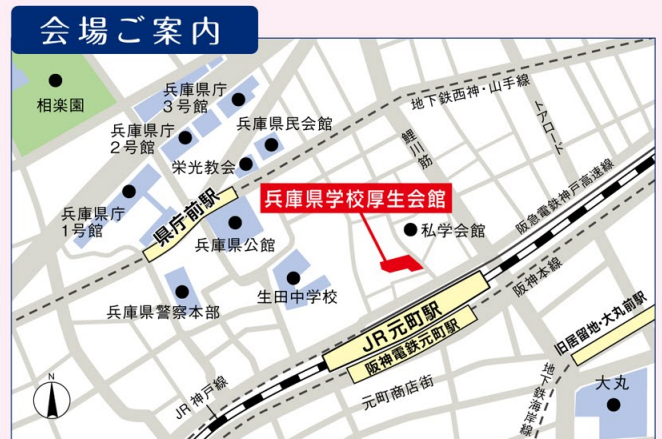 会場ご案内
相楽園
兵庫県庁
3号館
兵庫県庁
2号館
兵庫県民会館
栄光教会
兵庫県庁
1号館
県庁前駅
兵庫県公館
兵庫県警察本部
生田中学校
地下鉄西神・山手線
鯉川筋
トアロード
兵庫県学校厚生会館
私学会館
阪急電鉄神戸高速線
阪神本線
JR元町駅
阪神電鉄元町駅
旧居留地・大丸前駅
元町商店街
地下鉄海岸線
大丸
JR神戸線
N